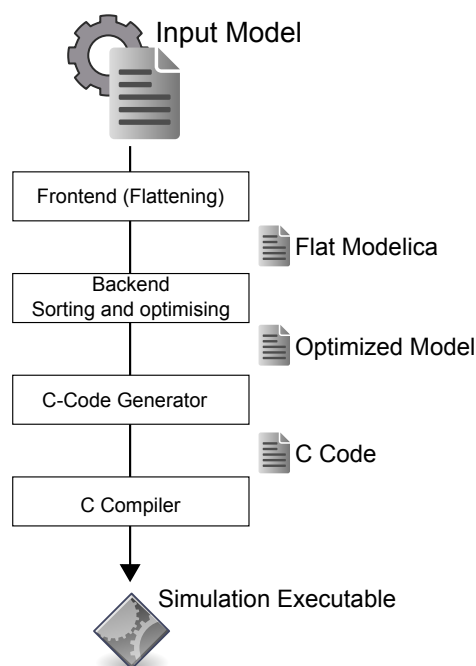 Input Model
Frontend (Flattening)
Flat Modelica
Backend
Sorting and optimising
Optimized Model
C-Code Generator
C Code
C Compiler
Simulation Executable